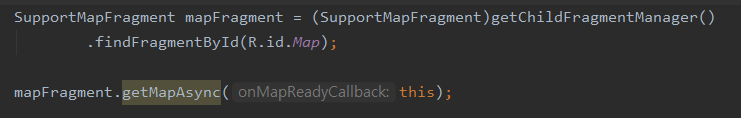 SupportMapFragment mapFragment = (SupportMapFragment)getChildFragmentManager()
.findFragmentById(R.id.Map);
mapFragment.getMapAsync( onMapReadyCallback: this);